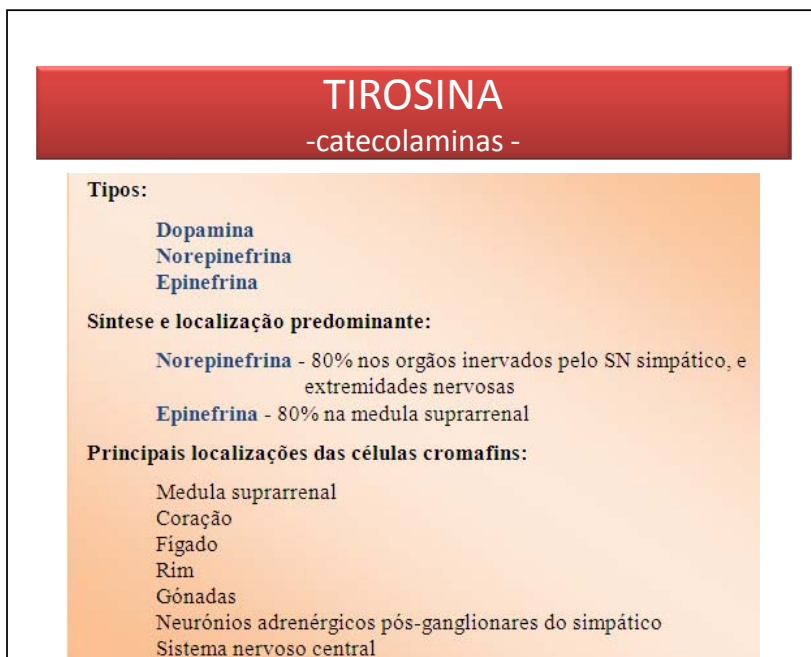 TIROSINA
-catecolaminas -
Tipos:
Dopamina
Norepinefrina
Epinefrina
Síntese e localização predominante:
Norepinefrina - 80% nos orgãos inervados pelo SN simpático, e
extremidades nervosas
Epinefrina - 80% na medula suprarrenal
Principais localizações das células cromafins:
Medula suprarrenal
Coração
Fígado
Rim
Gónadas
Neurónios adrenérgicos pós-ganglionares do simpático
Sistema nervoso central